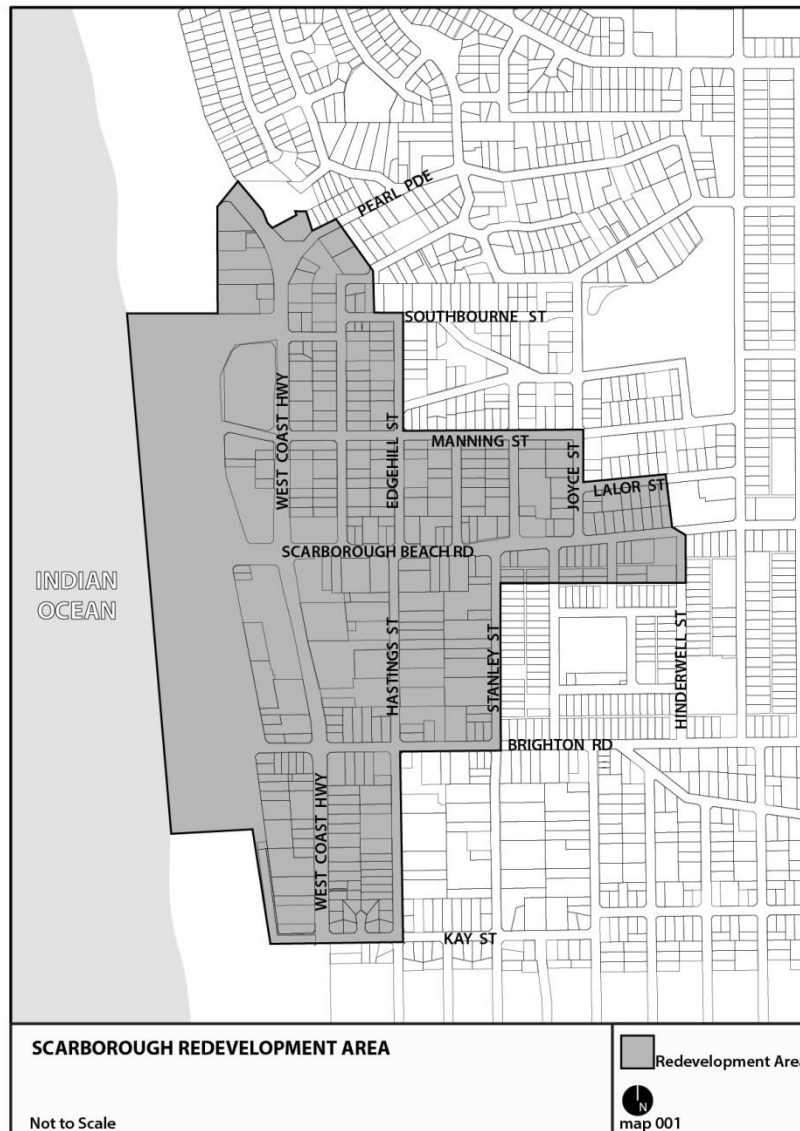 PEARL PDE
SOUTHBOURNE ST
WEST COAST HWY
EDGEHILL ST
MANNING ST
JOYCE ST
LALOR ST
SCARBOROUGH BEACH RD
INDIAN
OCEAN
HASTINGS ST
STANLEY ST
HINDERWELL ST
BRIGHTON RD
WEST COAST HWY
KAY ST
SCARBOROUGH REDEVELOPMENT AREA
Redevelopment Area
N
Not to Scale
map 001